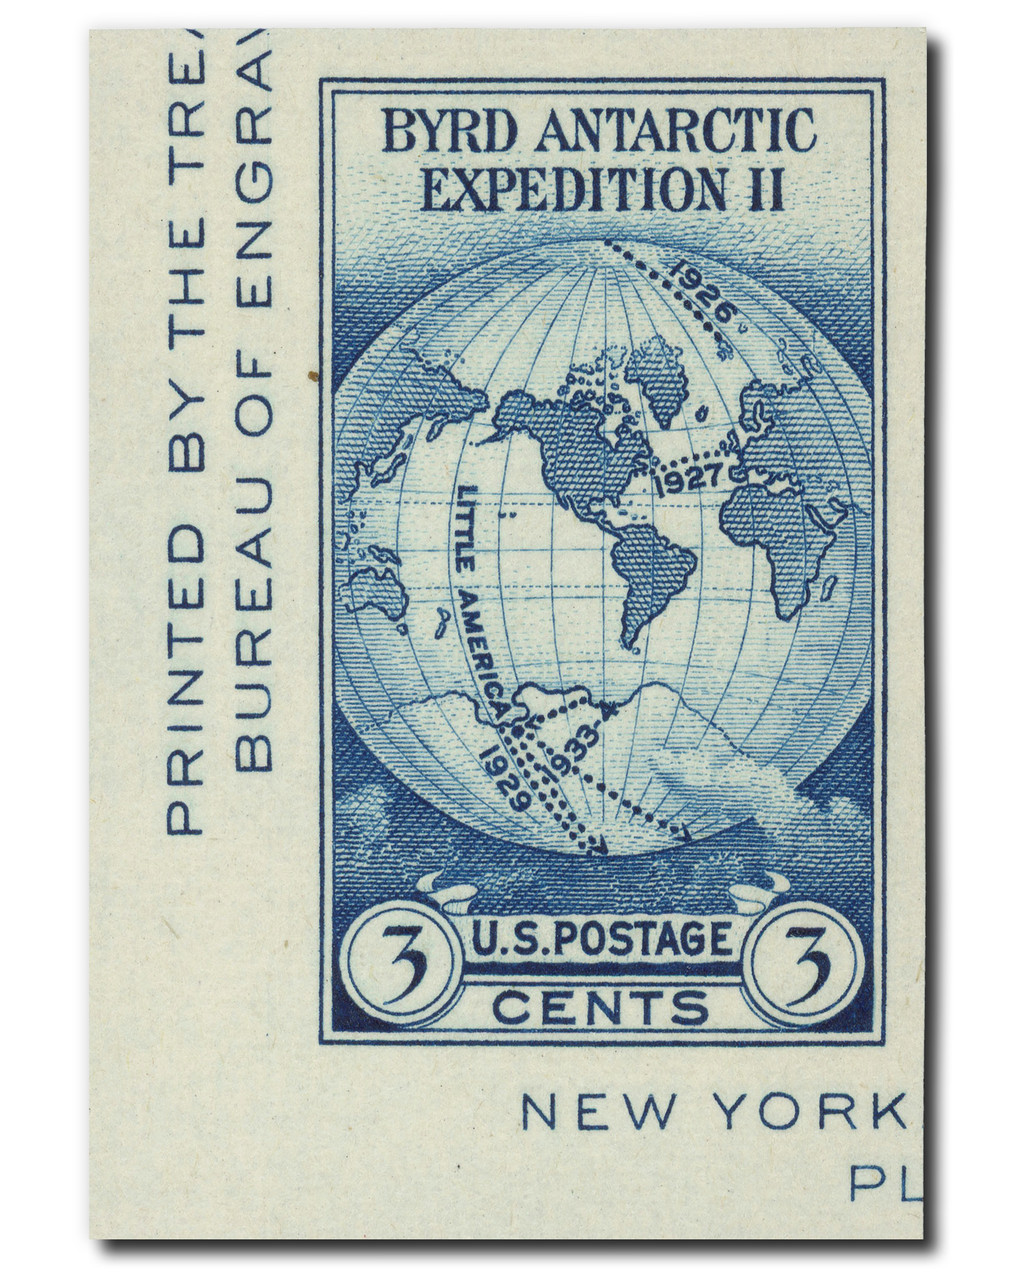 PRINTED BY THE TREA
BUREAU OF ENGRAV
BYRD ANTARCTIC
EXPEDITION II
1926
1927
LITTLE AMERICA
1929
1933
3
U.S.POSTAGE
CENTS
3
NEW YORK
PL